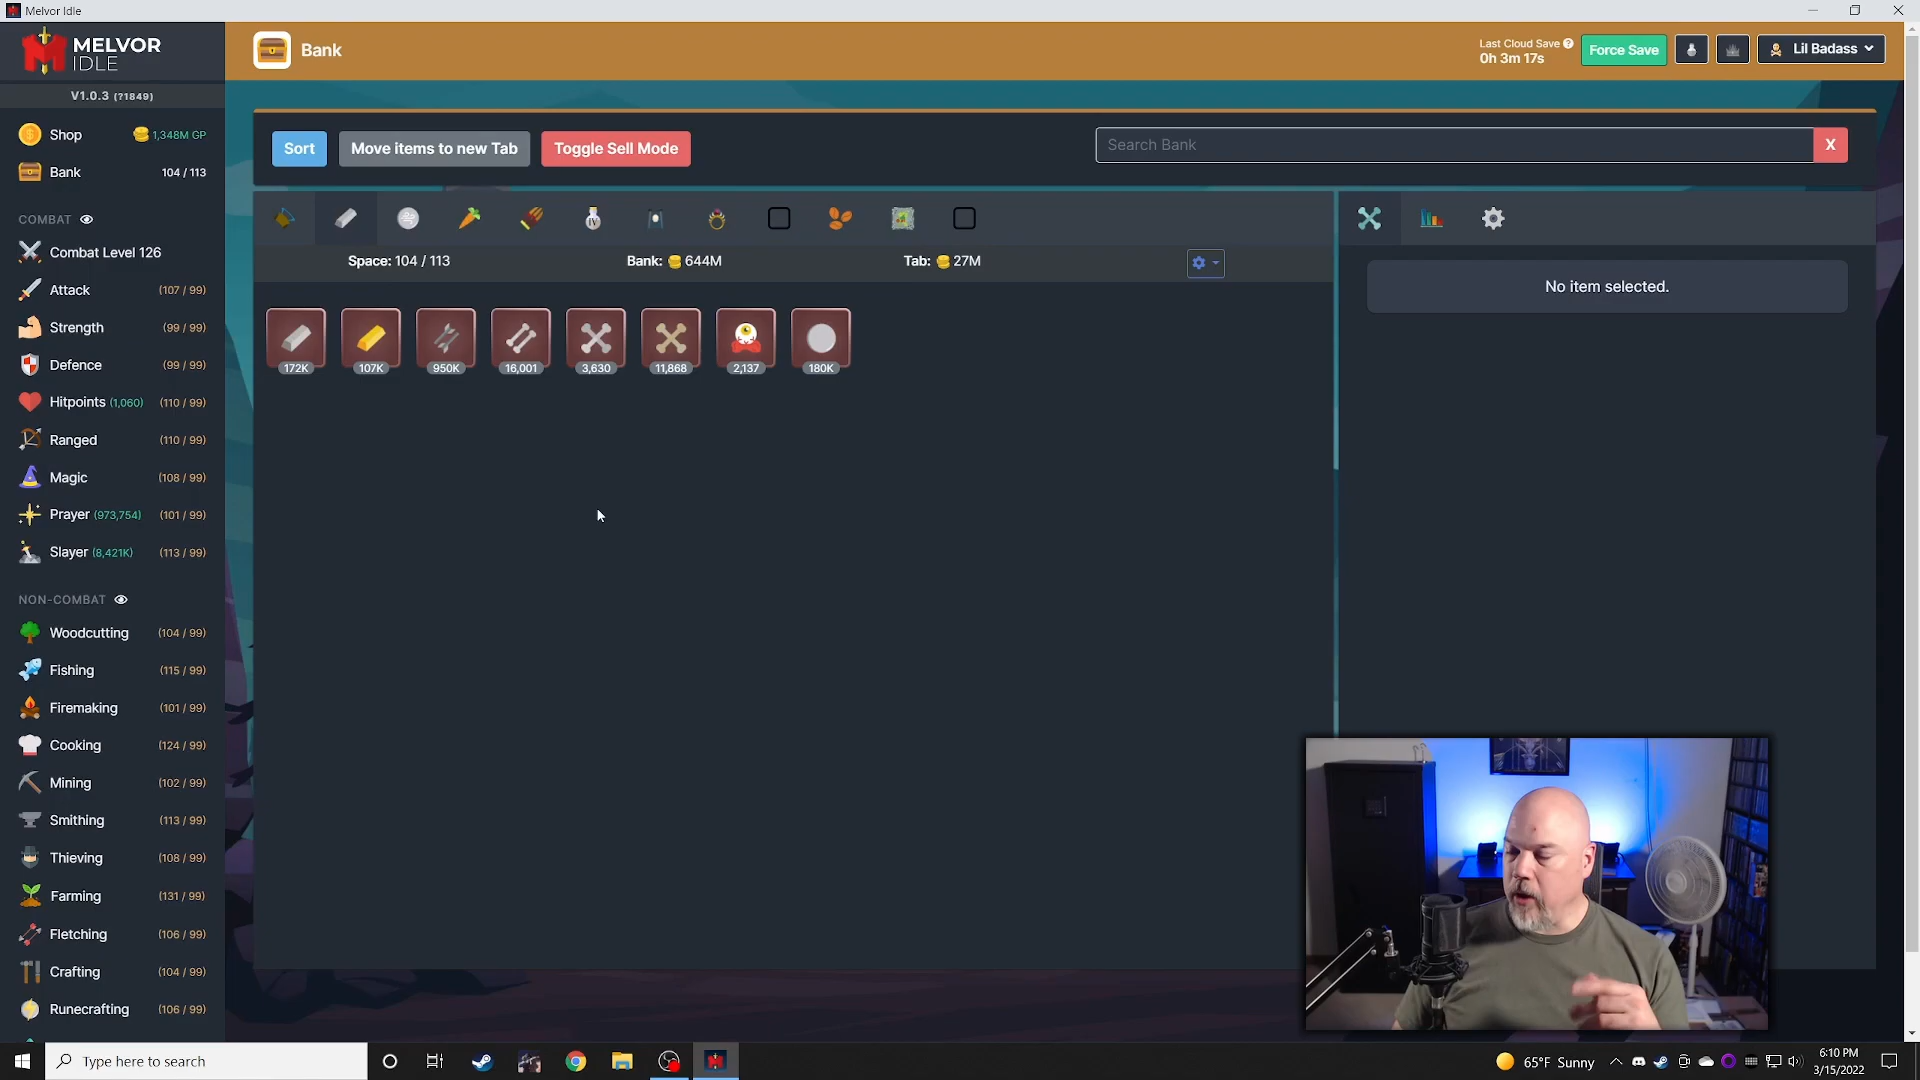 Melvor Idle
MELVOR
IDLE
V1.0.3 (?1849)
Shop 1,348M GP
Bank 104 / 113
COMBAT
Combat Level 126
Attack (107 / 99)
Strength (99 / 99)
Defence (99 / 99)
Hitpoints (1,060) (110 / 99)
Ranged (110 / 99)
Magic (108 / 99)
Prayer (973,754) (101 / 99)
Slayer (8,421K) (113 / 99)
NON-COMBAT
Woodcutting (104 / 99)
Fishing (115 / 99)
Firemaking (101 / 99)
Cooking (124 / 99)
Mining (102 / 99)
Smithing (113 / 99)
Thieving (108 / 99)
Farming (131 / 99)
Fletching (106 / 99)
Crafting (104 / 99)
Runecrafting (106 / 99)
Bank
Last Cloud Save
0h 3m 17s
Force Save
Lil Badass
Sort
Move items to new Tab
Toggle Sell Mode
Search Bank
X
IV
Space: 104 / 113
Bank: 644M
Tab: 27M
172K
107K
950K
16,001
3,630
11,868
2,137
180K
No item selected.
Type here to search
65°F Sunny
6:10 PM
3/15/2022